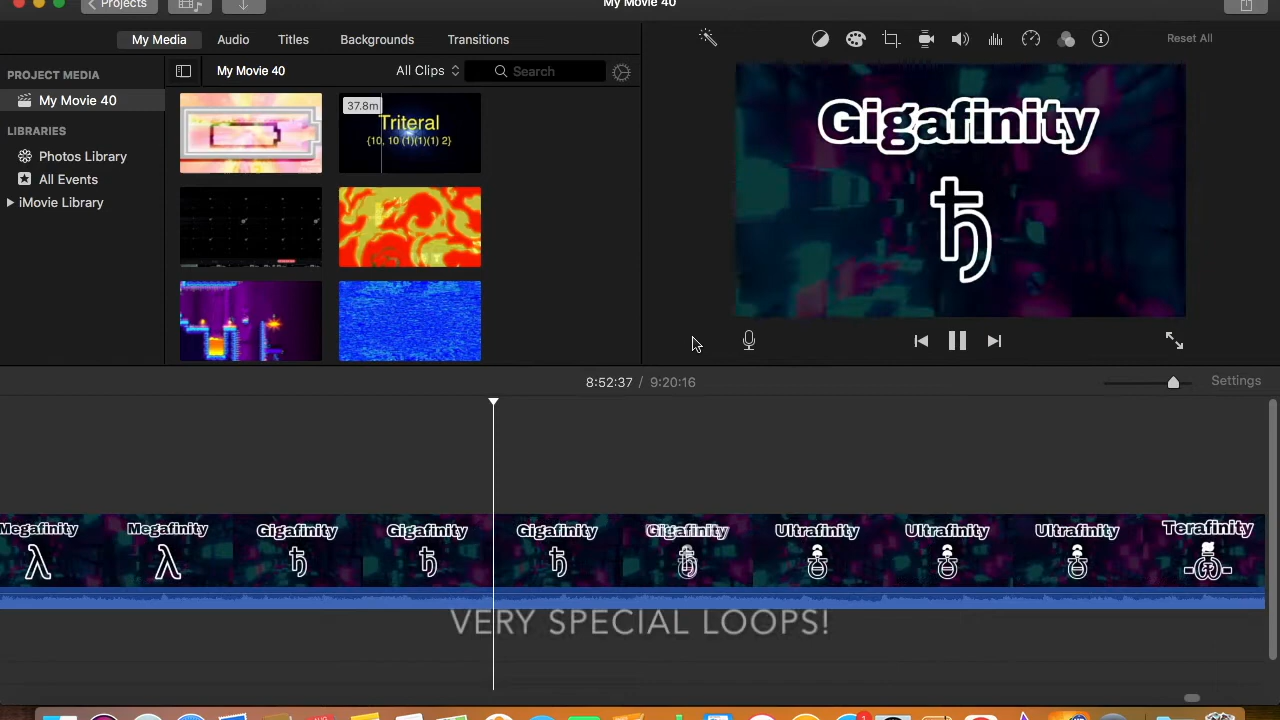 Projects
My Movie 40
My Media Audio Titles Backgrounds Transitions
Reset All
PROJECT MEDIA
My Movie 40
LIBRARIES
Photos Library
All Events
iMovie Library
My Movie 40 All Clips Search
37.8m
Triteral
{10, 10 (1)(1)(1) 2}
Gigafinity
ħ
8:52:37 / 9:20:16
Settings
Megafinity Megafinity Gigafinity Gigafinity Gigafinity Gigafinity Ultrafinity Ultrafinity Ultrafinity Terafinity
λ λ ħ ħ ħ
VERY SPECIAL LOOPS!